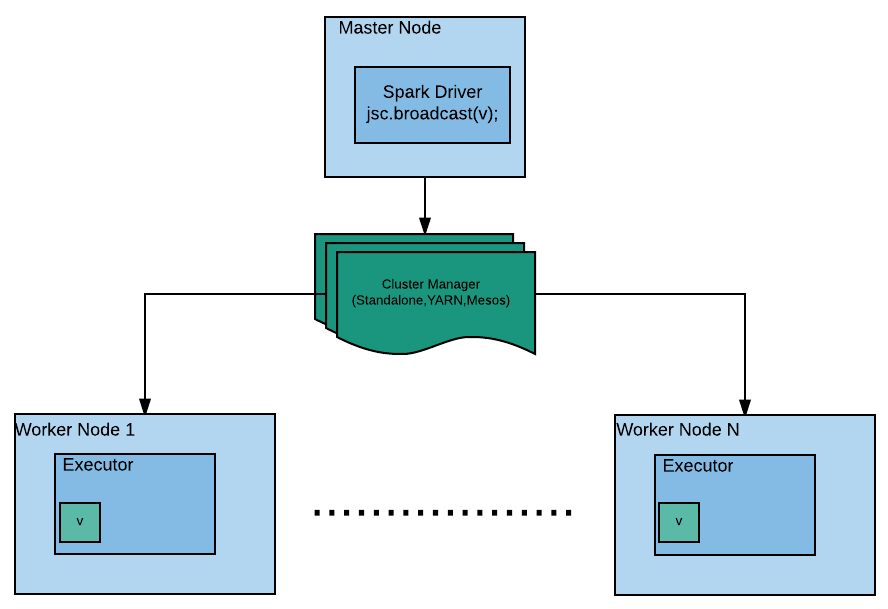 Master Node
Spark Driver
jsc.broadcast(v);
Cluster Manager
(Standalone,YARN,Mesos)
Worker Node 1
Executor
v
Worker Node N
Executor
v